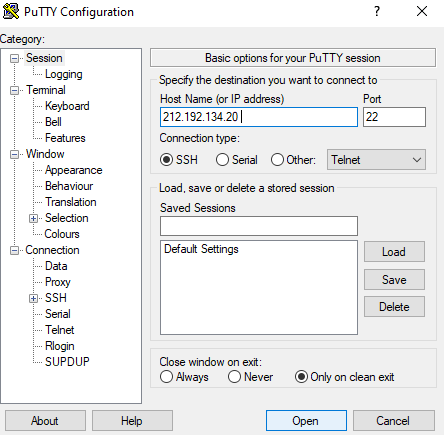 PuTTY Configuration
? ×
Category:
Session
Logging
Terminal
Keyboard
Bell
Features
Window
Appearance
Behaviour
Translation
Selection
Colours
Connection
Data
Proxy
SSH
Serial
Telnet
Rlogin
SUPDUP
Basic options for your PuTTY session
Specify the destination you want to connect to
Host Name (or IP address) Port
212.192.134.20 22
Connection type:
SSH Serial Other: Telnet
Load, save or delete a stored session
Saved Sessions
Default Settings
Load
Save
Delete
Close window on exit:
Always Never Only on clean exit
About Help Open Cancel